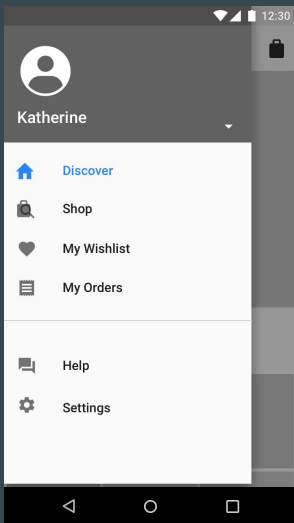 12:30
Katherine
Discover
Shop
My Wishlist
My Orders
Help
Settings